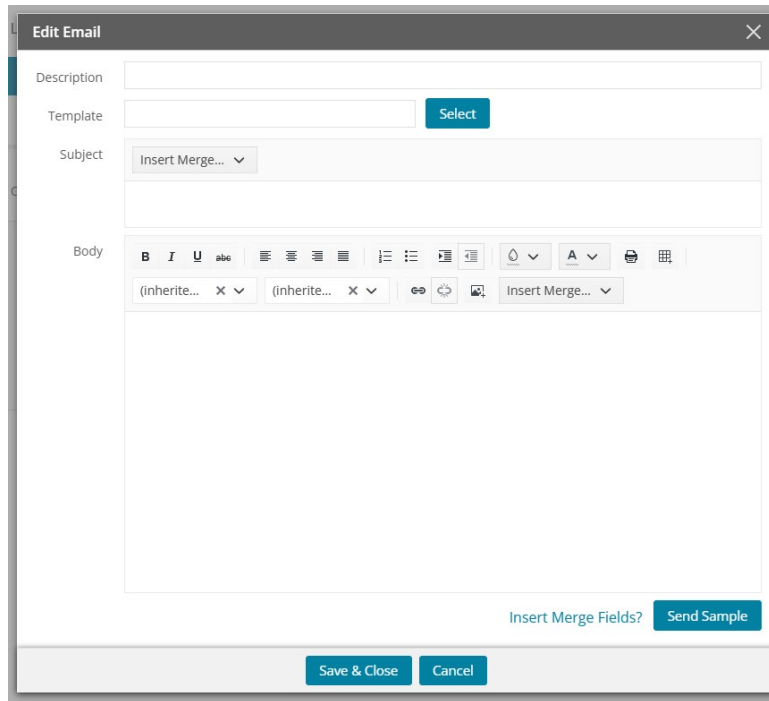 Edit Email
Description
Template
Select
Subject
Insert Merge...
Body
B I U abc
A
(inherite... (inherite... Insert Merge...
Insert Merge Fields? Send Sample
Save & Close Cancel